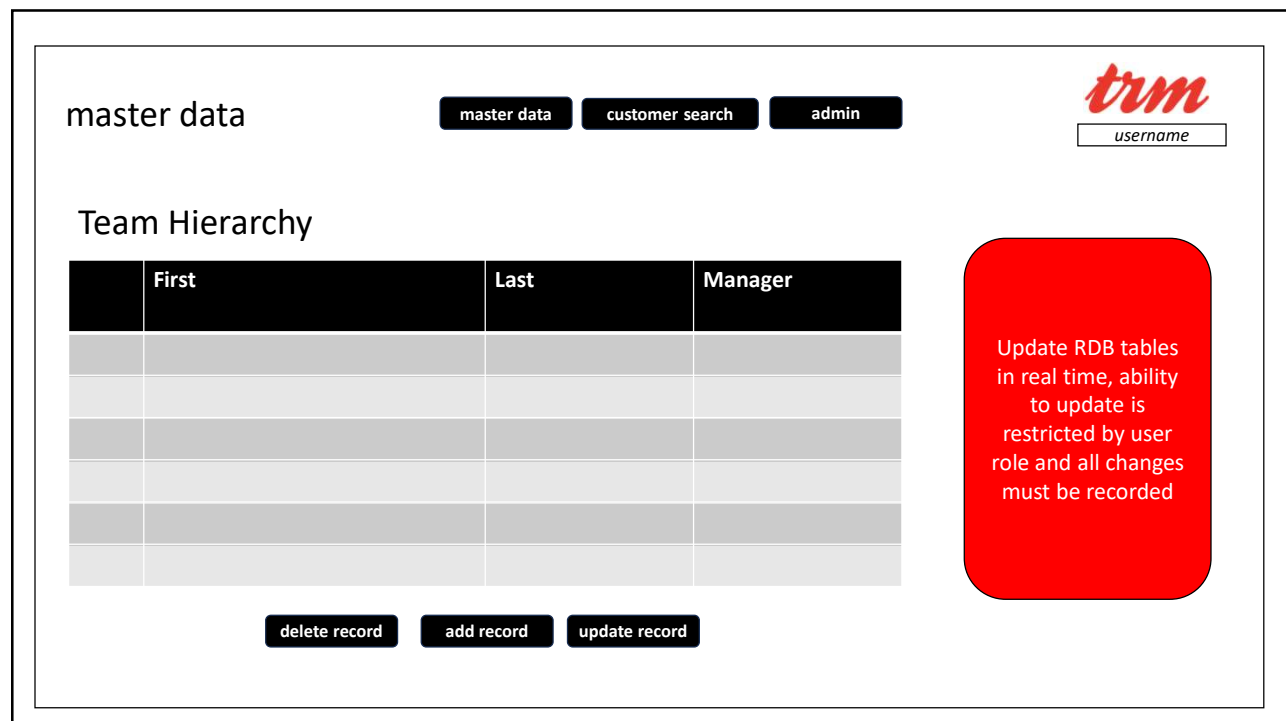 master data
master data
customer search
admin
trm
username
Team Hierarchy
First
Last
Manager
Update RDB tables
in real time, ability
to update is
restricted by user
role and all changes
must be recorded
delete record
add record
update record